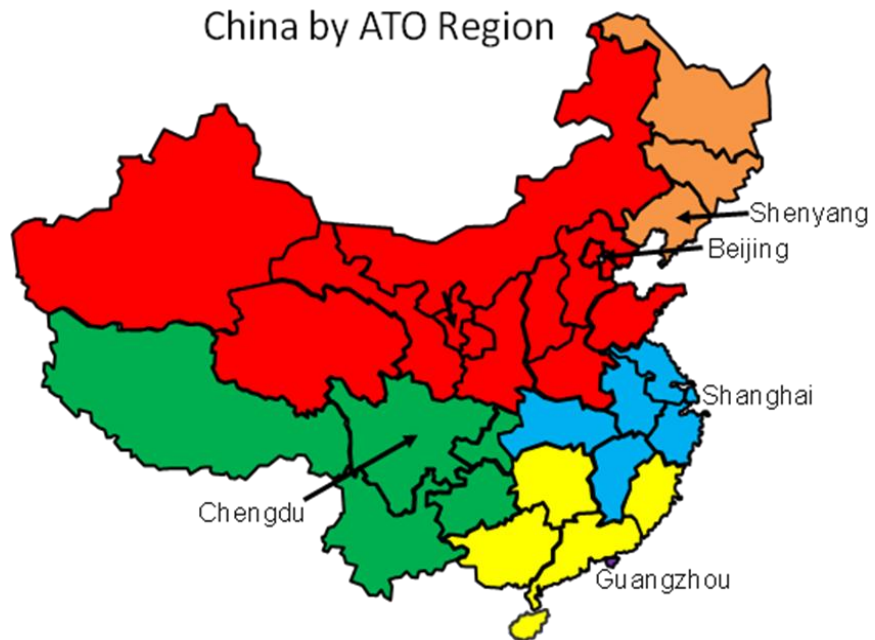 China by ATO Region
Shenyang
Beijing
Shanghai
Chengdu
Guangzhou